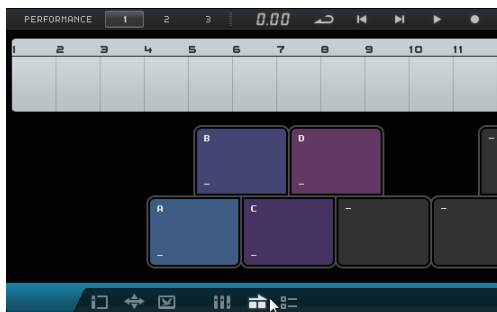 PERFORMANCE 1 2 3 0.00
1 2 3 4 5 6 7 8 9 10 11
B D –
– –
A C – –
– –